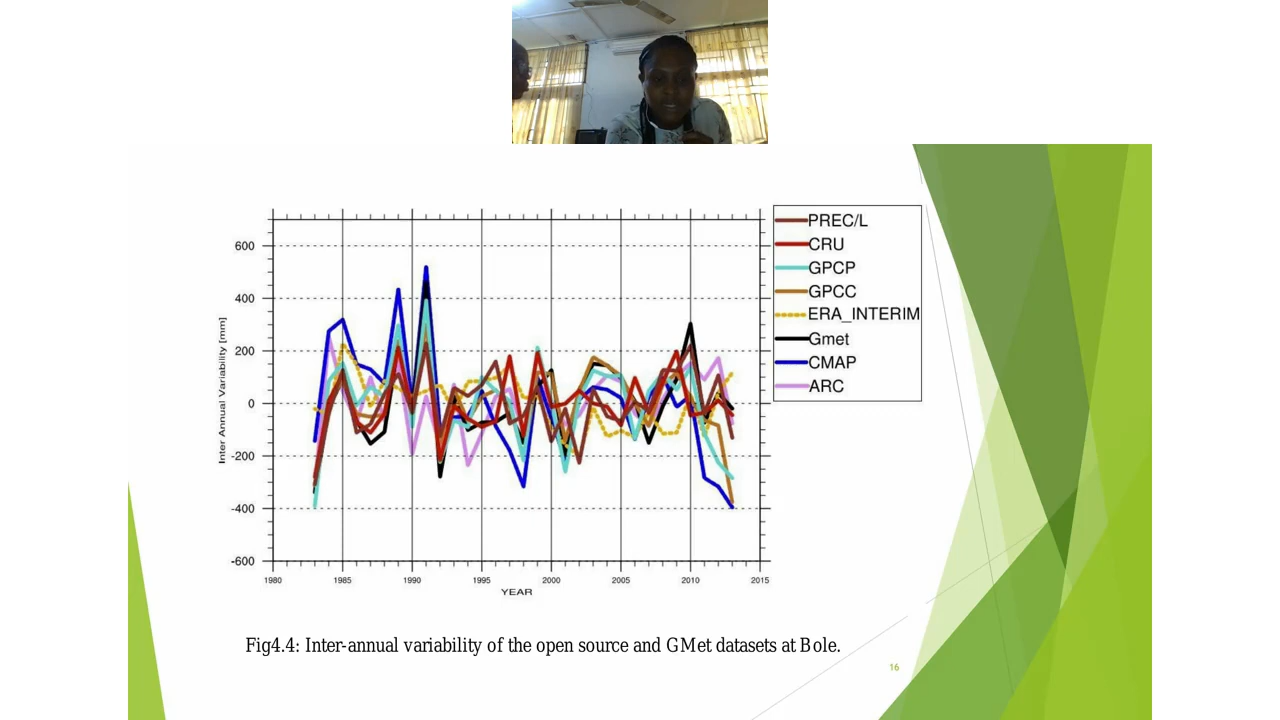 PREC/L
CRU
GPCP
GPCC
ERA_INTERIM
Gmet
CMAP
ARC
600
400
200
0
-200
-400
-600
Inter Annual Variability [mm]
1980 1985 1990 1995 2000 2005 2010 2015
YEAR
Fig4.4: Inter-annual variability of the open source and GMet datasets at Bole.
16